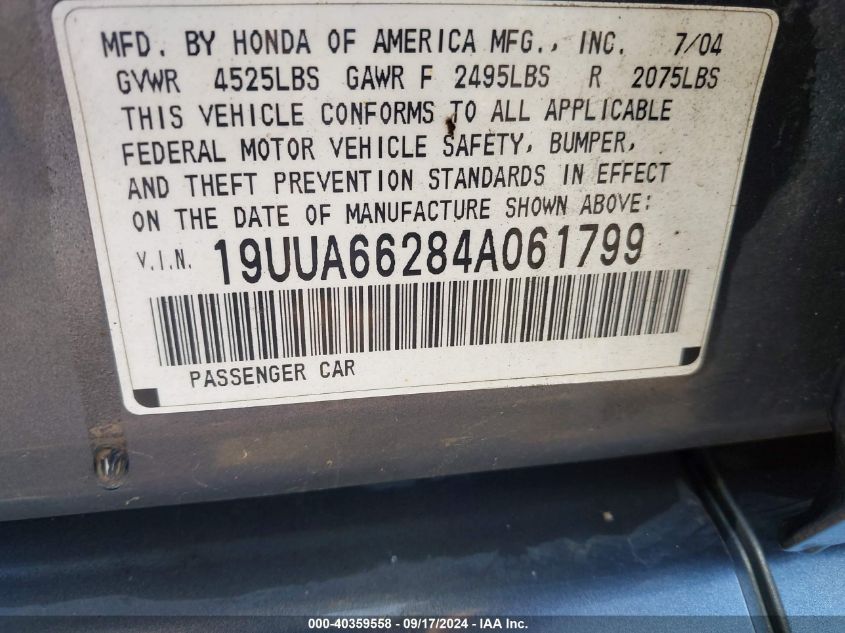 MFD. BY HONDA OF AMERICA MFG., INC. 7/04
GVWR 4525LBS GAWR F 2495LBS R 2075LBS
THIS VEHICLE CONFORMS TO ALL APPLICABLE
FEDERAL MOTOR VEHICLE SAFETY, BUMPER,
AND THEFT PREVENTION STANDARDS IN EFFECT
ON THE DATE OF MANUFACTURE SHOWN ABOVE:
V.I.N. 19UUA66284A061799
PASSENGER CAR
000-40359558 - 09/17/2024 - IAA Inc.